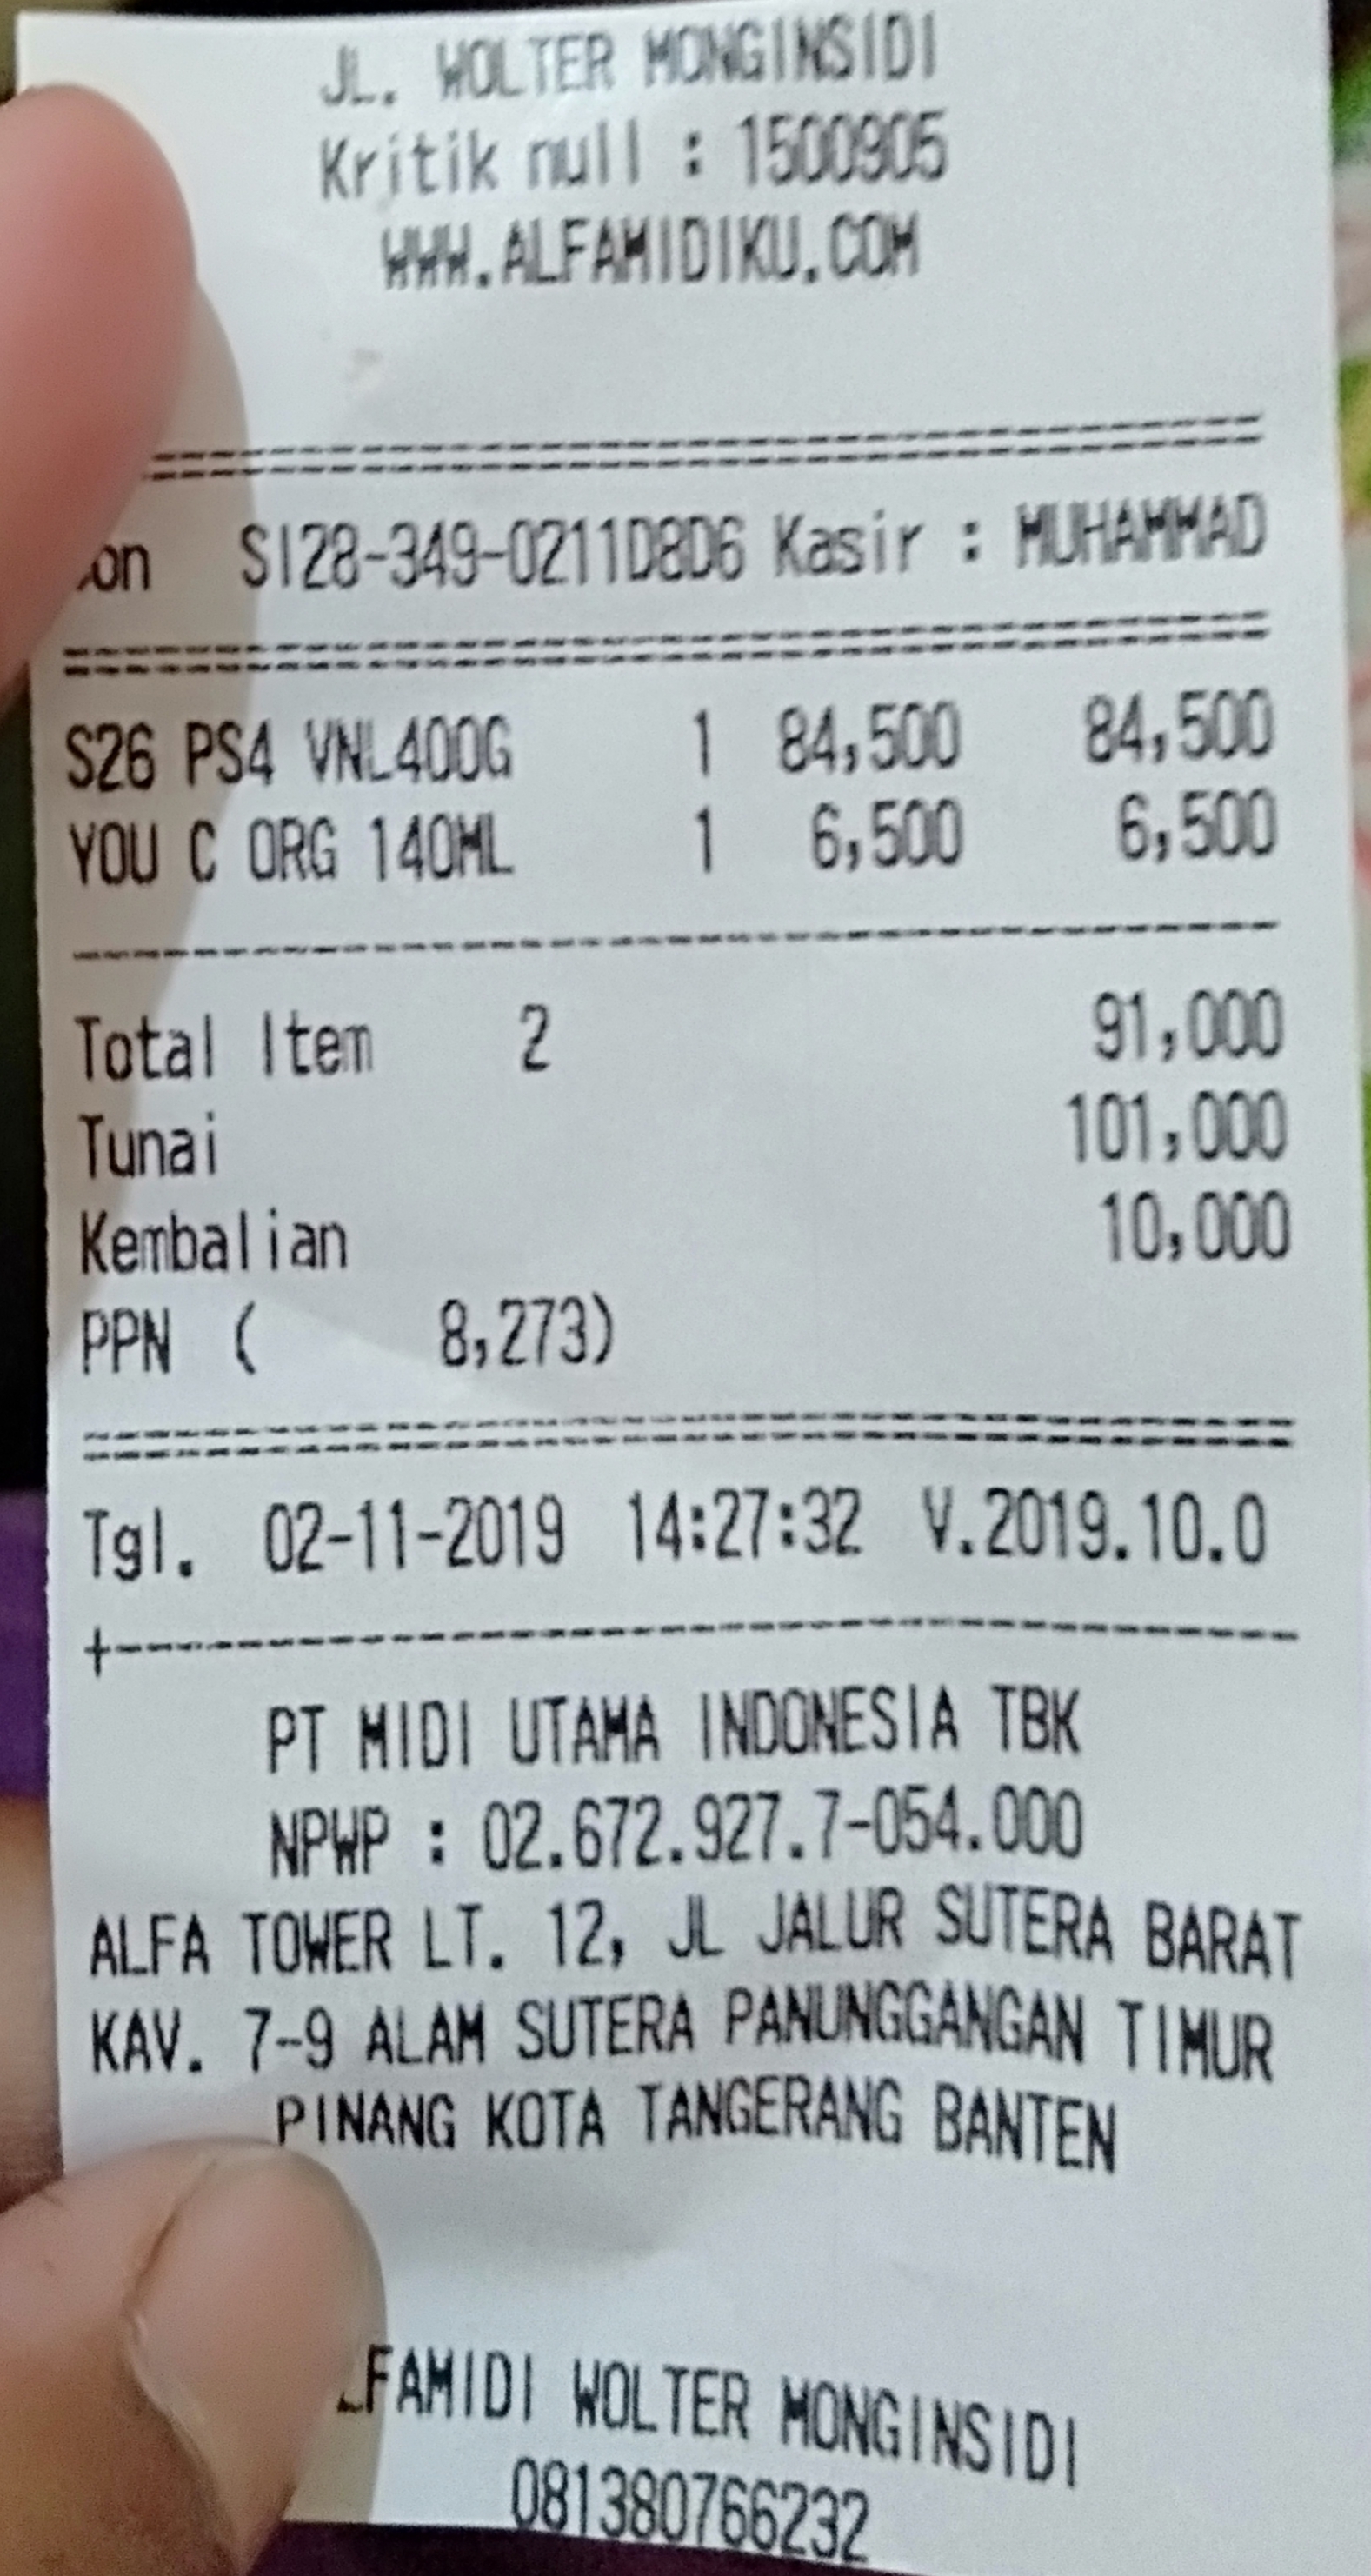 JL. WOLTER MONGINSIDI
Kritik null : 1500905
WWW.ALFAMIDIKU.COM
on SI28-349-0211D8D6 Kasir : MUHAMMAD
S26 PS4 VNL400G 1 84,500 84,500
YOU C ORG 140ML 1 6,500 6,500
Total Item 2 91,000
Tunai 101,000
Kembalian 10,000
PPN ( 8,273)
Tgl. 02-11-2019 14:27:32 V.2019.10.0
PT MIDI UTAMA INDONESIA TBK
NPWP : 02.672.927.7-054.000
ALFA TOWER LT. 12, JL JALUR SUTERA BARAT
KAV. 7-9 ALAM SUTERA PANUNGGANGAN TIMUR
PINANG KOTA TANGERANG BANTEN
LFAMIDI WOLTER MONGINSIDI
081380766232